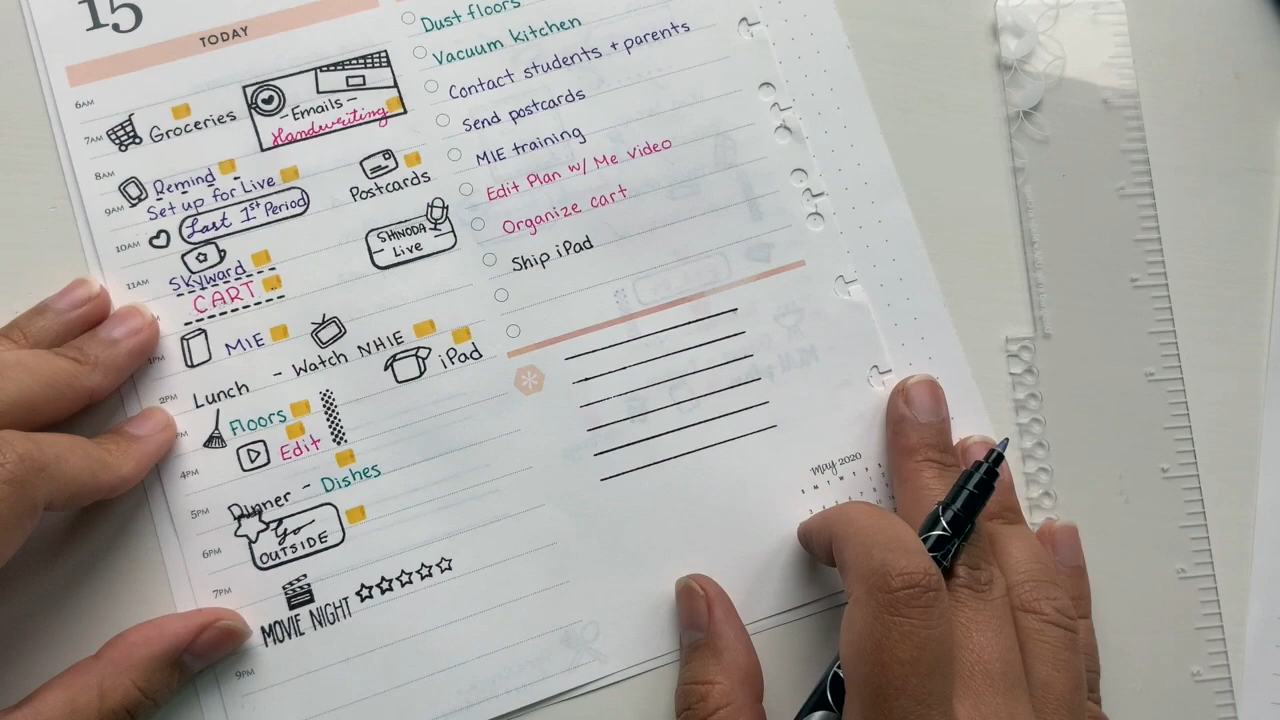 15
TODAY
6AM
7AM
Groceries
- Emails -
Handwriting
8AM
Remind
Set up for Live
Postcards
9AM
Last 1st Period
10AM
SHINODA
- Live -
11AM
Skyward
CART
1PM
MIE
Lunch - Watch NHIE
iPad
2PM
Floors
PM
Edit
4PM
Dinner - Dishes
5PM
Go
OUTSIDE
6PM
7PM
MOVIE NIGHT
9PM
Dust floors
Vacuum kitchen
Contact students + parents
Send postcards
MIE training
Edit Plan w/ Me Video
Organize cart
Ship iPad
May 2020
S M T W T F S